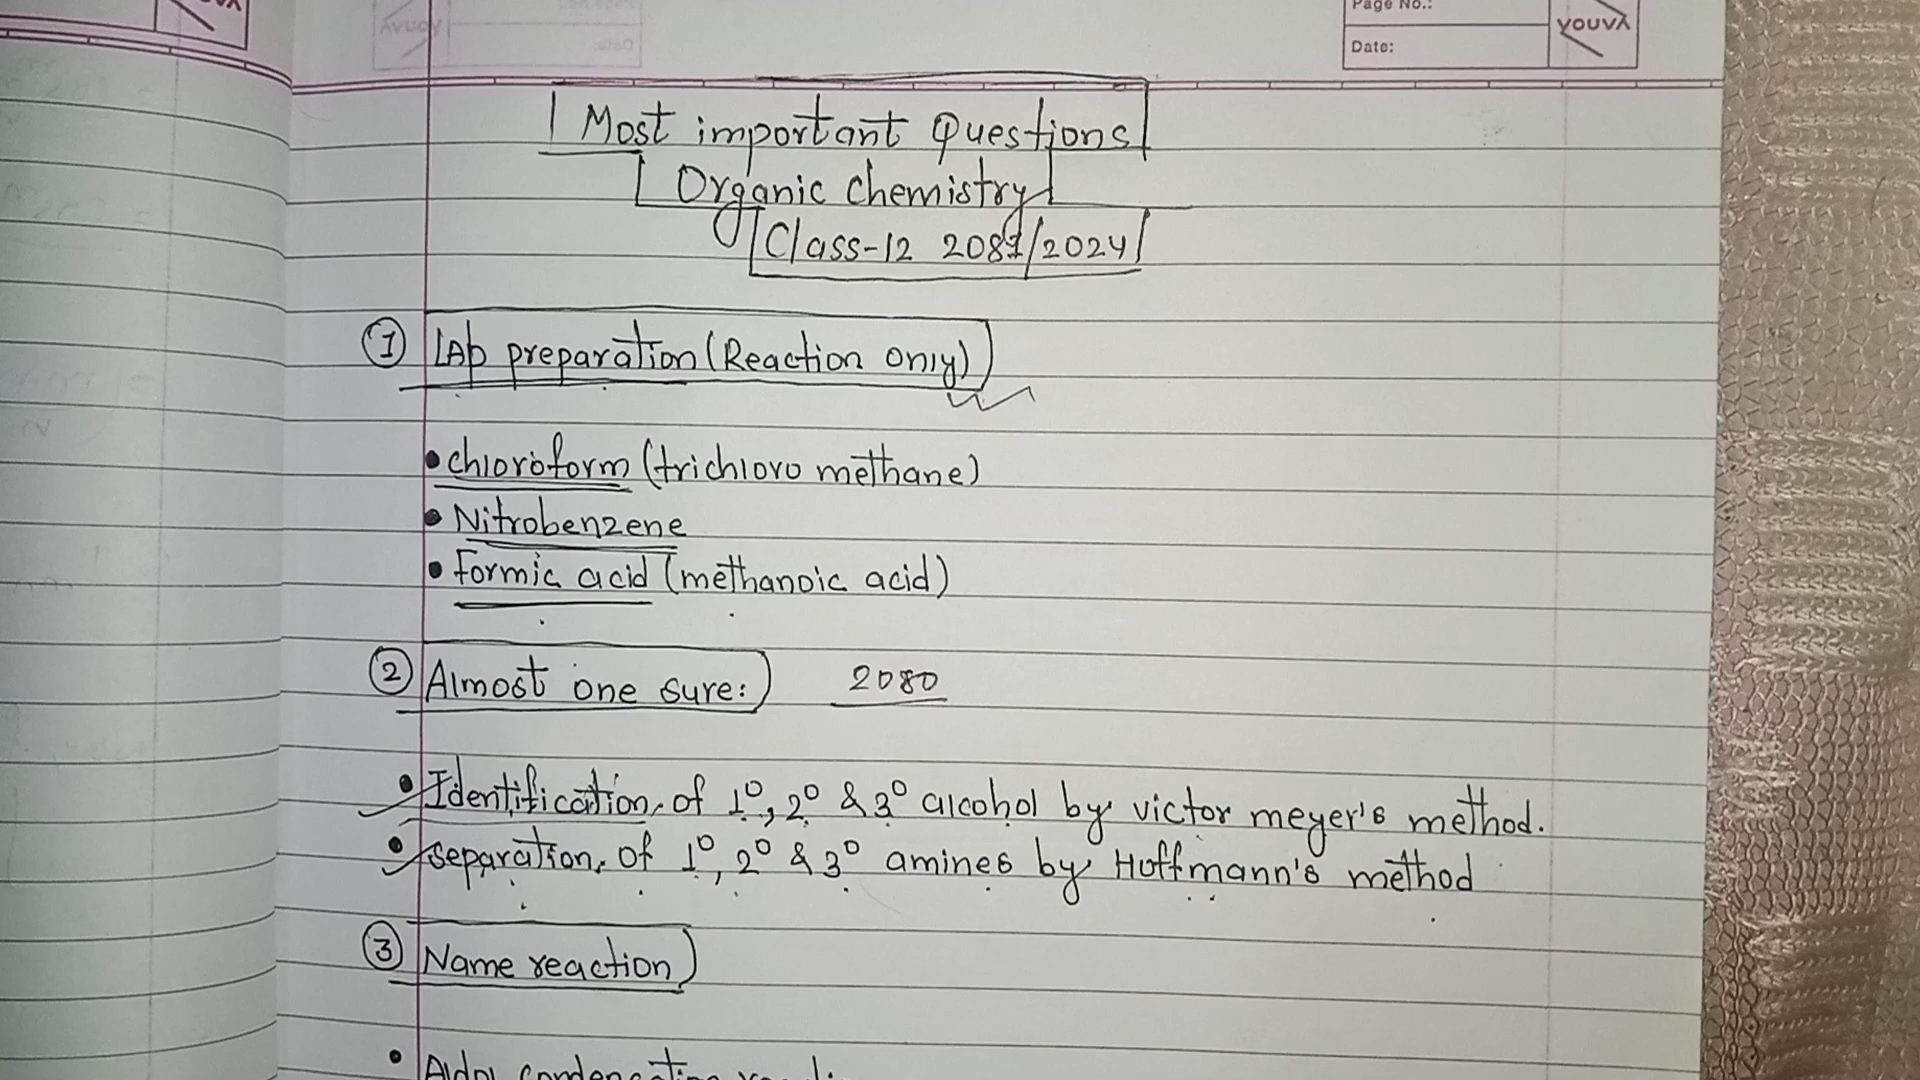 Page No.:
Date:
YOUVA
Most important Questions
Organic Chemistry
Class-12 2081/2024
① Lab preparation (Reaction only)
• chloroform (trichloro methane)
• Nitrobenzene
• Formic acid (methanoic acid)
② Almost one sure: 2080
• Identification of 1°, 2° & 3° alcohol by victor meyer's method.
• separation of 1°, 2° & 3° amines by Hoffmann's method
③ Name reaction
• Aldol condensation